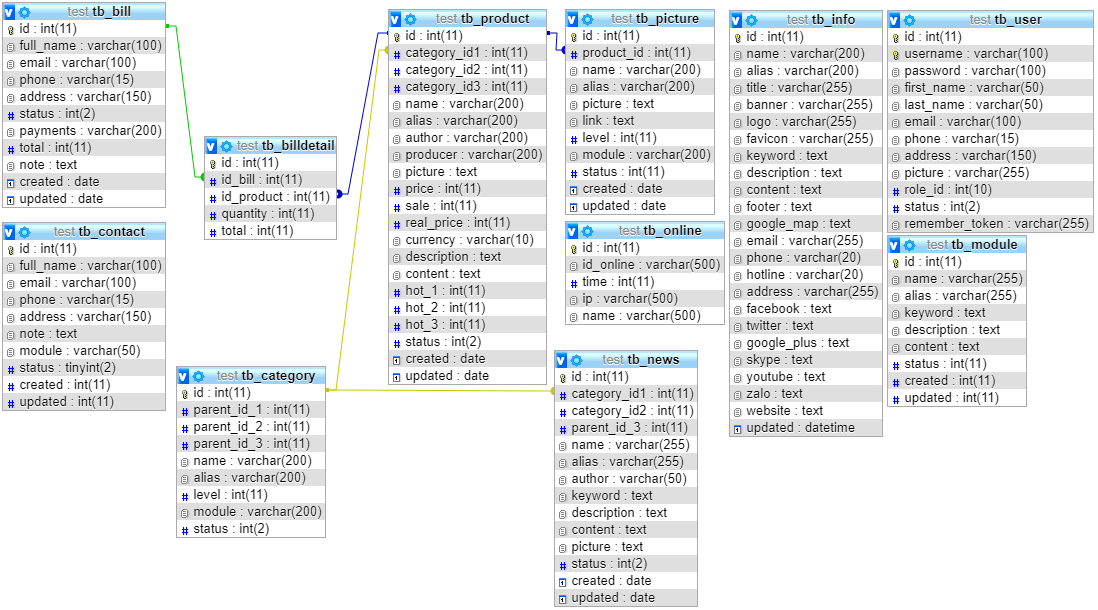 test tb_bill
id : int(11)
full_name : varchar(100)
email : varchar(100)
phone : varchar(15)
address : varchar(150)
status : int(2)
payments : varchar(200)
total : int(11)
note : text
created : date
updated : date
test tb_contact
id : int(11)
full_name : varchar(100)
email : varchar(100)
phone : varchar(15)
address : varchar(150)
note : text
module : varchar(50)
status : tinyint(2)
created : int(11)
updated : int(11)
test tb_billdetail
id : int(11)
id_bill : int(11)
id_product : int(11)
quantity : int(11)
total : int(11)
test tb_category
id : int(11)
parent_id_1 : int(11)
parent_id_2 : int(11)
parent_id_3 : int(11)
name : varchar(200)
alias : varchar(200)
level : int(11)
module : varchar(200)
status : int(2)
test tb_product
id : int(11)
category_id1 : int(11)
category_id2 : int(11)
category_id3 : int(11)
name : varchar(200)
alias : varchar(200)
author : varchar(200)
producer : varchar(200)
picture : text
price : int(11)
sale : int(11)
real_price : int(11)
currency : varchar(10)
description : text
content : text
hot_1 : int(11)
hot_2 : int(11)
hot_3 : int(11)
status : int(2)
created : date
updated : date
test tb_picture
id : int(11)
product_id : int(11)
name : varchar(200)
alias : varchar(200)
picture : text
link : text
level : int(11)
module : varchar(200)
status : int(11)
created : date
updated : date
test tb_online
id : int(11)
id_online : varchar(500)
time : int(11)
ip : varchar(500)
name : varchar(500)
test tb_news
id : int(11)
category_id1 : int(11)
category_id2 : int(11)
parent_id_3 : int(11)
name : varchar(255)
alias : varchar(255)
author : varchar(50)
keyword : text
description : text
content : text
picture : text
status : int(2)
created : date
updated : date
test tb_info
id : int(11)
name : varchar(200)
alias : varchar(200)
title : varchar(255)
banner : varchar(255)
logo : varchar(255)
favicon : varchar(255)
keyword : text
description : text
content : text
footer : text
google_map : text
email : varchar(255)
phone : varchar(20)
hotline : varchar(20)
address : varchar(255)
facebook : text
twitter : text
google_plus : text
skype : text
youtube : text
zalo : text
website : text
updated : datetime
test tb_user
id : int(11)
username : varchar(100)
password : varchar(100)
first_name : varchar(50)
last_name : varchar(50)
email : varchar(100)
phone : varchar(15)
address : varchar(150)
picture : varchar(255)
role_id : int(10)
status : int(2)
remember_token : varchar(255)
test tb_module
id : int(11)
name : varchar(255)
alias : varchar(255)
keyword : text
description : text
content : text
status : int(11)
created : int(11)
updated : int(11)